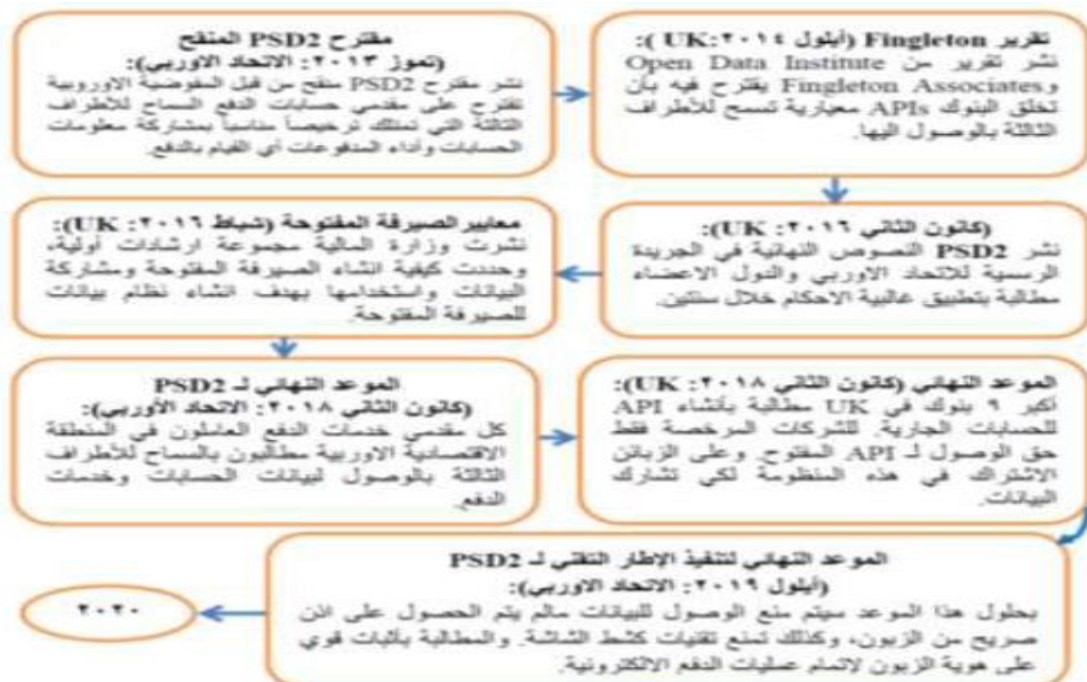 مقترح PSD2 المنقح
(تموز ٢٠١٣: الاتحاد الاوربي):
نشر مقترح PSD2 منقح من قبل المفوضية الاوروبية
تقترح على مقدمي حسابات الدفع السماح للأطراف
الثالثة التي تمتلك ترخيصاً مناسباً بمشاركة معلومات
الحسابات وأداء المدفوعات أي القيام بالدفع.
تقرير Fingleton (أيلول ٢٠١٤: UK ):
نشر تقرير من Open Data Institute
وFingleton Associates يقترح فيه بأن
تخلق البنوك APIs معيارية تسمح للأطراف
الثالثة بالوصول اليها.
(كانون الثاني ٢٠١٦: UK):
نشر PSD2 النصوص النهائية في الجريدة
الرسمية للاتحاد الاوربي والدول الاعضاء
مطالبة بتطبيق غالبية الاحكام خلال سنتين.
معايير الصيرفة المفتوحة (شباط ٢٠١٦: UK):
نشرت وزارة المالية مجموعة ارشادات أولية،
وحددت كيفية انشاء الصيرفة المفتوحة ومشاركة
البيانات واستخدامها بهدف انشاء نظام بيانات
للصيرفة المفتوحة.
الموعد النهائي لـ PSD2
(كانون الثاني ٢٠١٨: الاتحاد الأوربي):
كل مقدمي خدمات الدفع العاملون في المنطقة
الاقتصادية الاوربية مطالبون بالسماح للأطراف
الثالثة بالوصول لبيانات الحسابات وخدمات
الدفع.
الموعد النهائي (كانون الثاني ٢٠١٨: UK):
أكبر ٩ بنوك في UK مطالبة بأنشاء API
للحسابات الجارية. للشركات المرخصة فقط
حق الوصول لـ API المفتوح. وعلى الزبائن
الاشتراك في هذه المنظومة لكي تشارك
البيانات.
الموعد النهائي لتنفيذ الإطار التقني لـ PSD2
(أيلول ٢٠١٩: الاتحاد الاوربي):
بحلول هذا الموعد سيتم منع الوصول للبيانات مالم يتم الحصول على اذن
صريح من الزبون، وكذلك تمنع تقنيات كشط الشاشة. والمطالبة بأثبات قوي
على هوية الزبون لاتمام عمليات الدفع الالكترونية.
٢٠٢٠